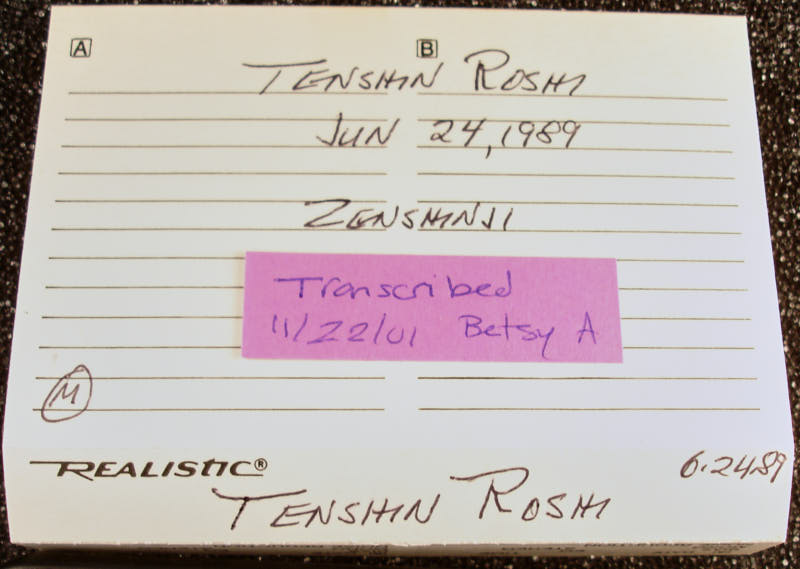 A B
TENSHIN ROSHI
JUN 24, 1989
ZENSHINJI
Transcribed
11/22/01 Betsy A
M
REALISTIC® 6.24.89
TENSHIN ROSHI